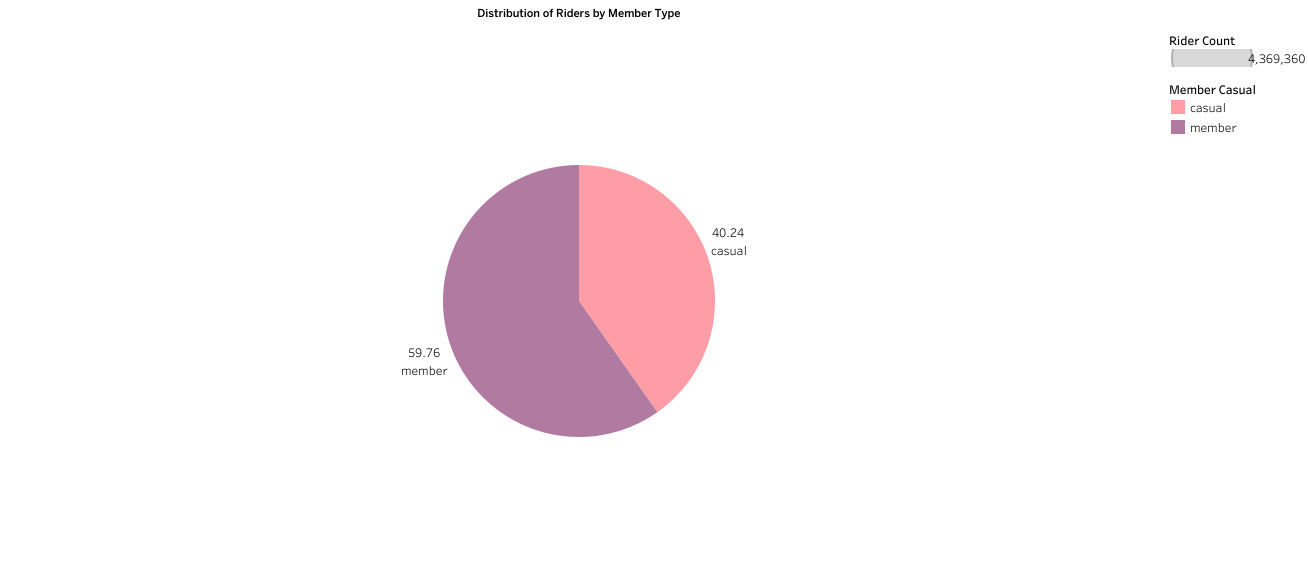 Distribution of Riders by Member Type
Rider Count
4,369,360
Member Casual
casual
member
40.24
casual
59.76
member